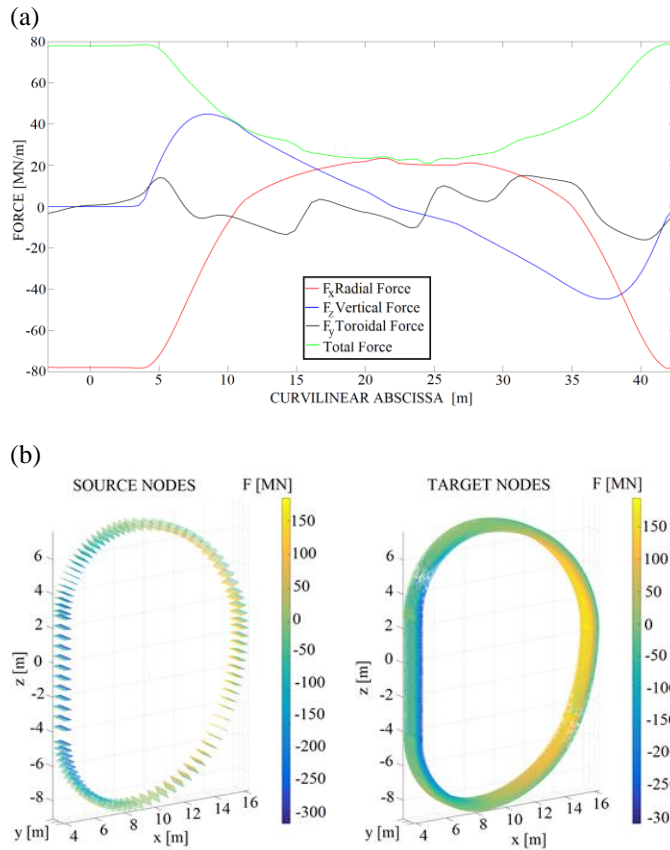 (a)
80
60
40
20
0
-20
-40
-60
-80
FORCE [MN/m]
0 5 10 15 20 25 30 35 40
CURVILINEAR ABSCISSA [m]
F_x Radial Force
F_z Vertical Force
F_y Toroidal Force
Total Force
(b)
SOURCE NODES
F [MN]
150
100
50
0
-50
-100
-150
-200
-250
-300
6
4
2
0
-2
-4
-6
-8
z [m]
y [m]
4 6 8 10 12 14 16
x [m]
TARGET NODES
F [MN]
150
100
50
0
-50
-100
-150
-200
-250
-30
6
4
2
0
-2
-4
-6
-8
z [m]
y [m]
4 6 8 10 12 14 16
x [m]